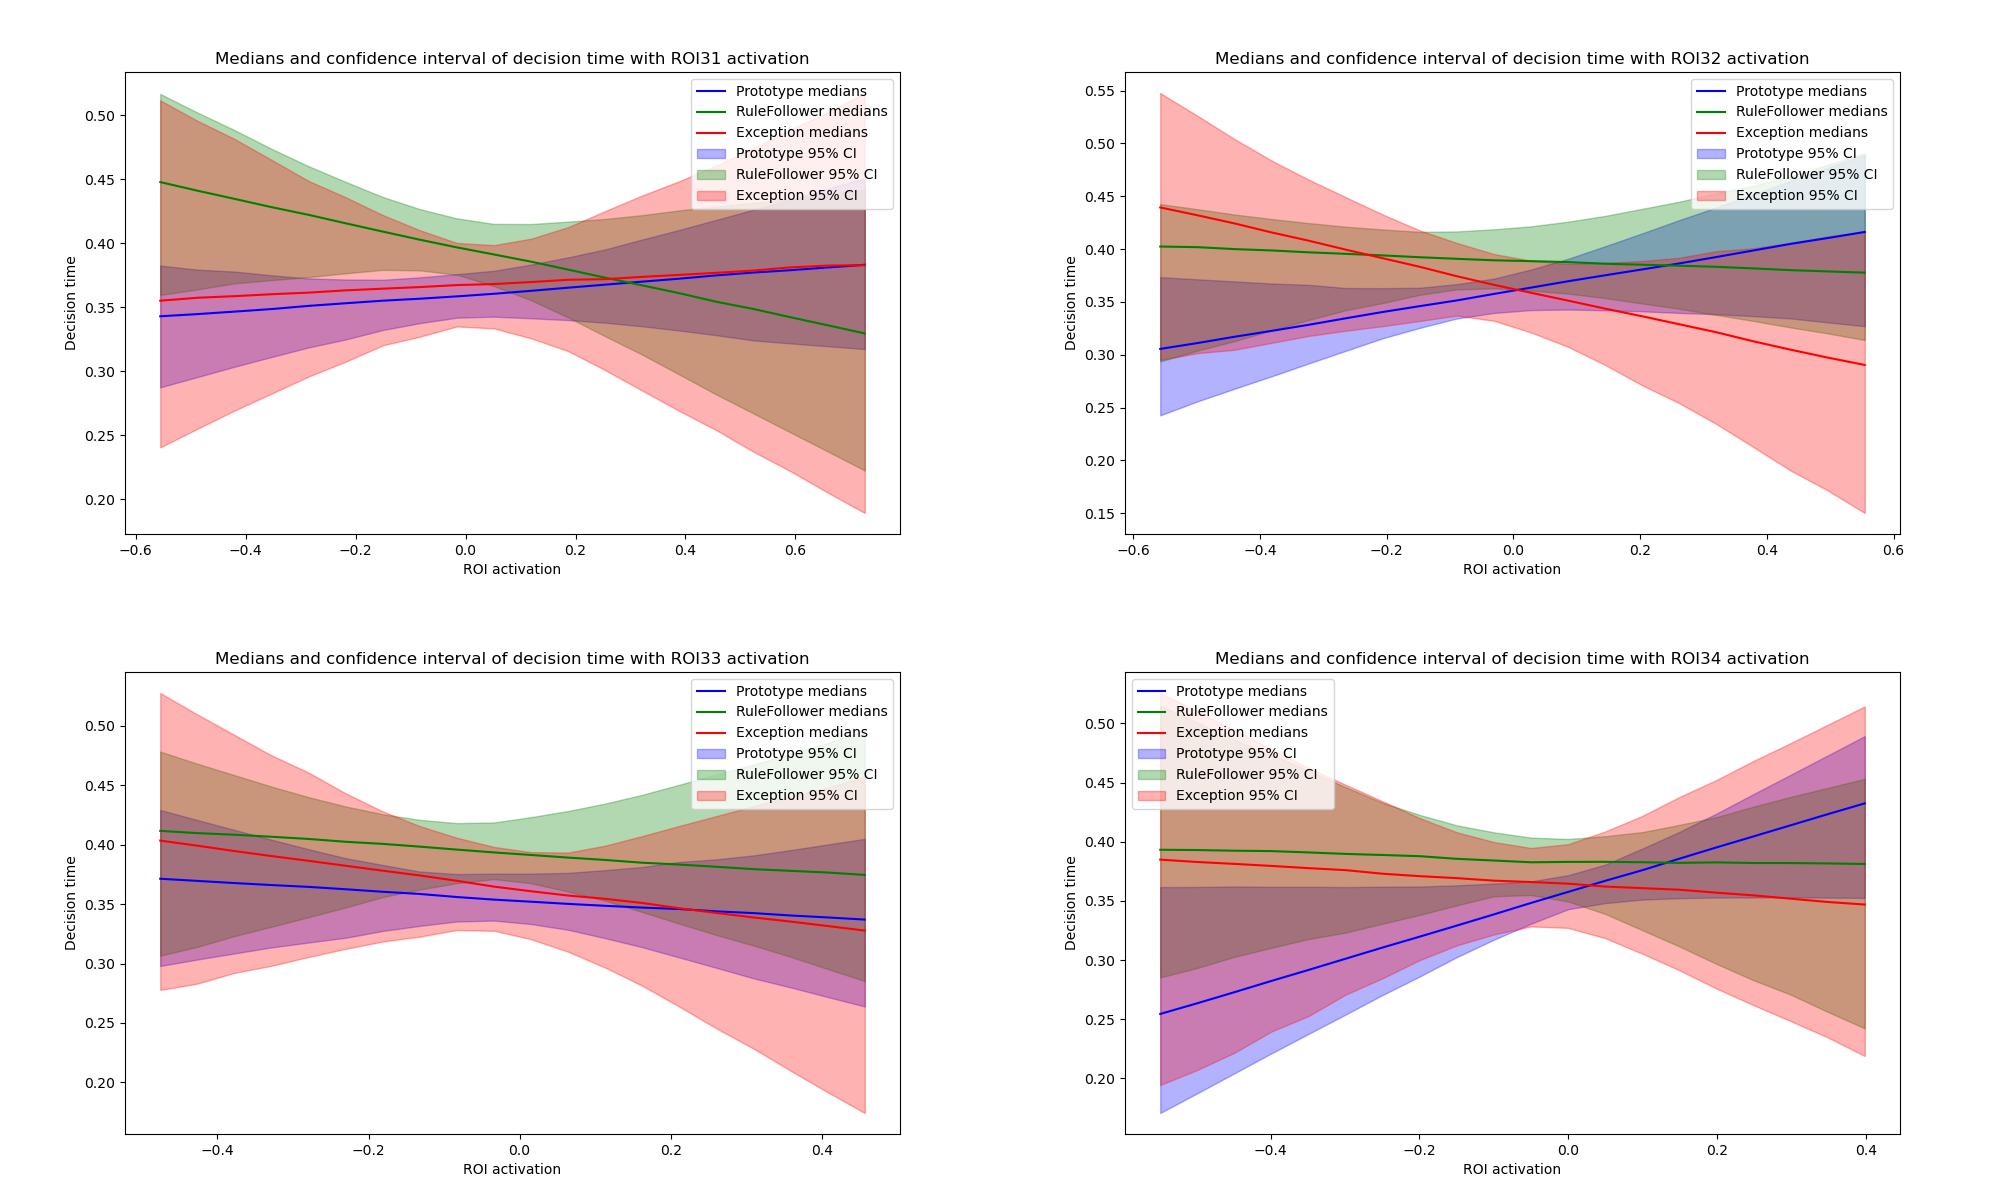 Medians and confidence interval of decision time with ROI31 activation
Prototype medians
RuleFollower medians
Exception medians
Prototype 95% CI
RuleFollower 95% CI
Exception 95% CI
Decision time
0.50
0.45
0.40
0.35
0.30
0.25
0.20
−0.6 −0.4 −0.2 0.0 0.2 0.4 0.6
ROI activation
Medians and confidence interval of decision time with ROI32 activation
Prototype medians
RuleFollower medians
Exception medians
Prototype 95% CI
RuleFollower 95% CI
Exception 95% CI
Decision time
0.55
0.50
0.45
0.40
0.35
0.30
0.25
0.20
0.15
−0.6 −0.4 −0.2 0.0 0.2 0.4 0.6
ROI activation
Medians and confidence interval of decision time with ROI33 activation
Prototype medians
RuleFollower medians
Exception medians
Prototype 95% CI
RuleFollower 95% CI
Exception 95% CI
Decision time
0.50
0.45
0.40
0.35
0.30
0.25
0.20
−0.4 −0.2 0.0 0.2 0.4
ROI activation
Medians and confidence interval of decision time with ROI34 activation
Prototype medians
RuleFollower medians
Exception medians
Prototype 95% CI
RuleFollower 95% CI
Exception 95% CI
Decision time
0.50
0.45
0.40
0.35
0.30
0.25
0.20
−0.4 −0.2 0.0 0.2 0.4
ROI activation